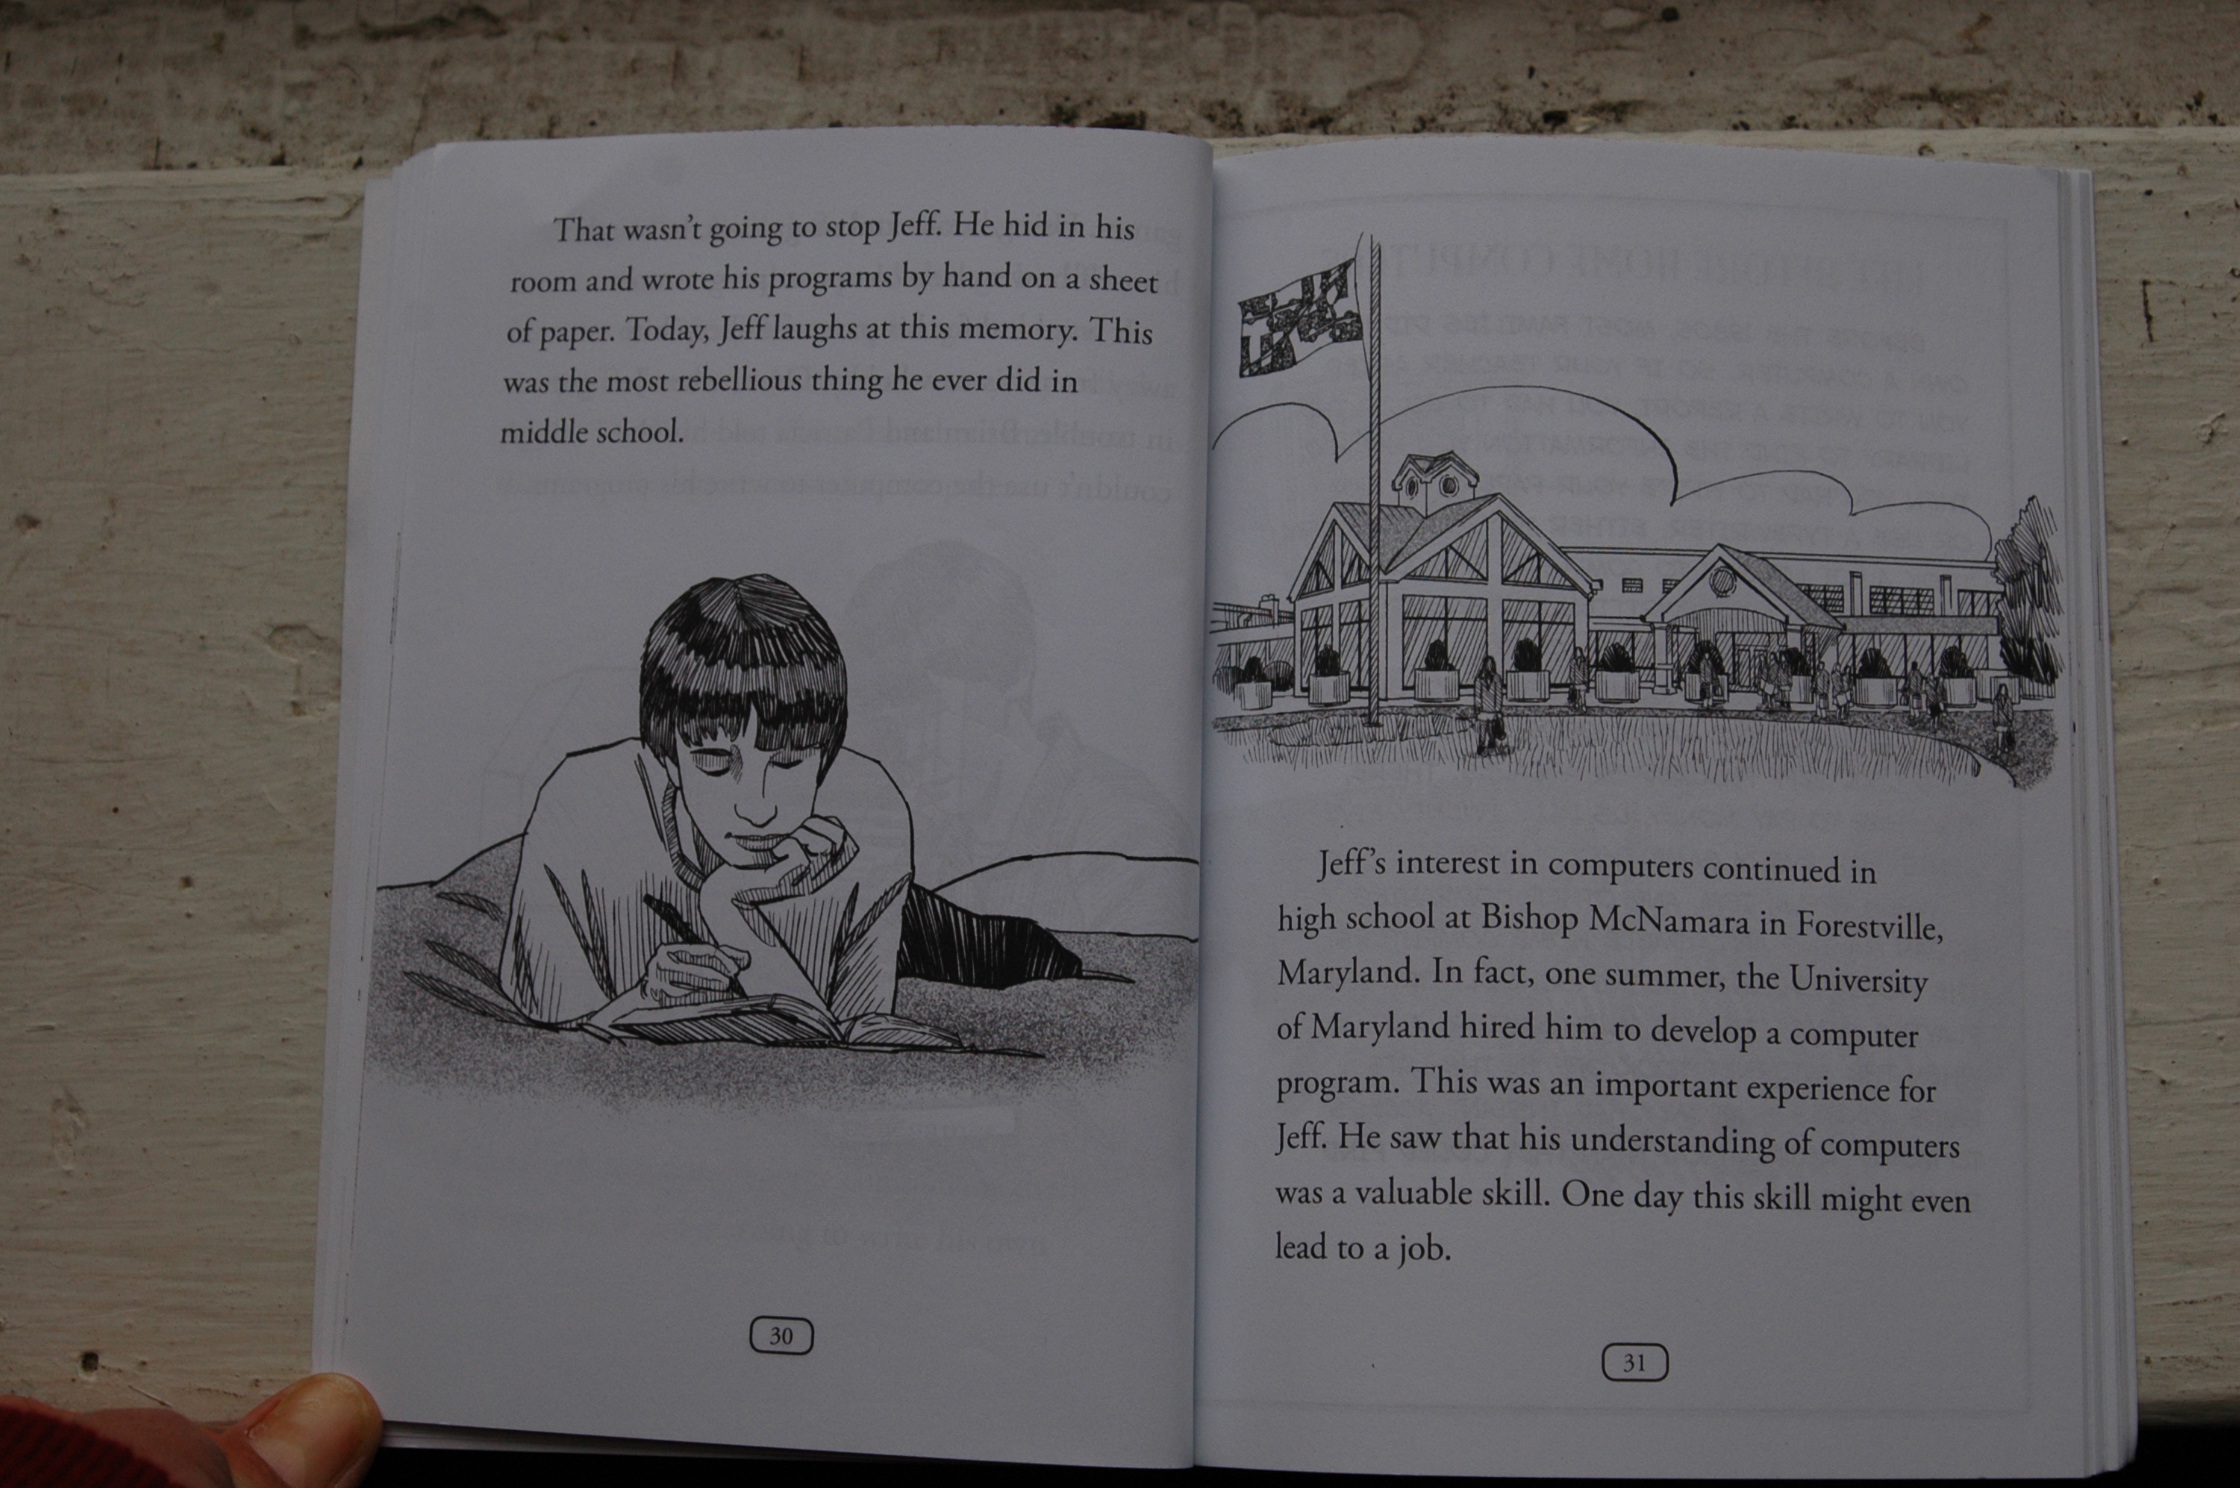 That wasn't going to stop Jeff. He hid in his
room and wrote his programs by hand on a sheet
of paper. Today, Jeff laughs at this memory. This
was the most rebellious thing he ever did in
middle school.
30
Jeff's interest in computers continued in
high school at Bishop McNamara in Forestville,
Maryland. In fact, one summer, the University
of Maryland hired him to develop a computer
program. This was an important experience for
Jeff. He saw that his understanding of computers
was a valuable skill. One day this skill might even
lead to a job.
31